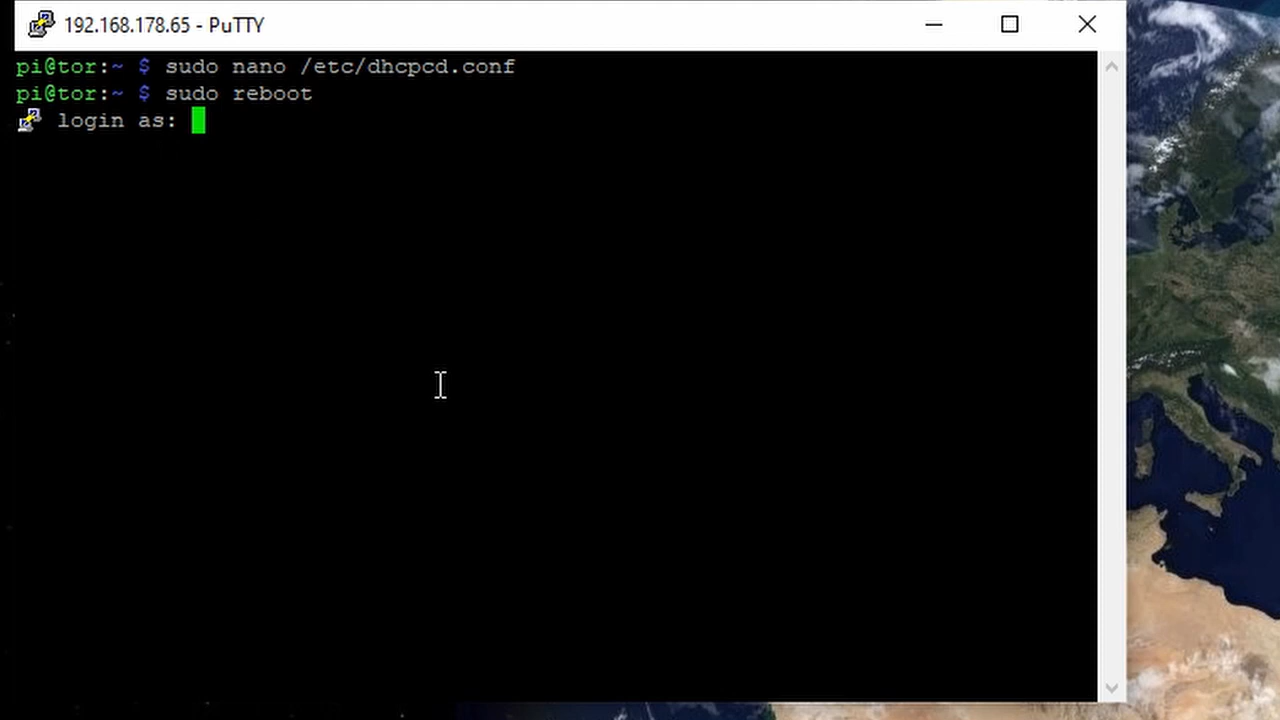 192.168.178.65 - PuTTY
pi@tor:~ $ sudo nano /etc/dhcpcd.conf
pi@tor:~ $ sudo reboot
login as: